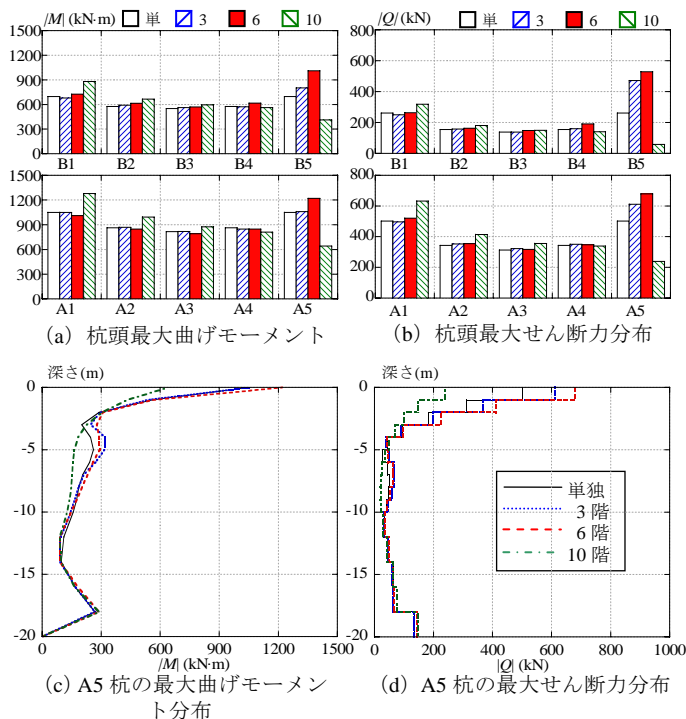 |M| (kN·m) 単 3 6 10
1500
1200
900
600
300
0
B1 B2 B3 B4 B5
1500
1200
900
600
300
0
A1 A2 A3 A4 A5
(a) 杭頭最大曲げモーメント
|Q| (kN) 単 3 6 10
800
600
400
200
0
B1 B2 B3 B4 B5
800
600
400
200
0
A1 A2 A3 A4 A5
(b) 杭頭最大せん断力分布
深さ(m)
0
-5
-10
-15
-20
0 300 600 900 1200 1500
|M| (kN·m)
(c) A5 杭の最大曲げモーメン
ト分布
深さ(m)
0
-5
-10
-15
-20
単独
3 階
6 階
10 階
0 200 400 600 800 1000
|Q| (kN)
(d) A5 杭の最大せん断力分布